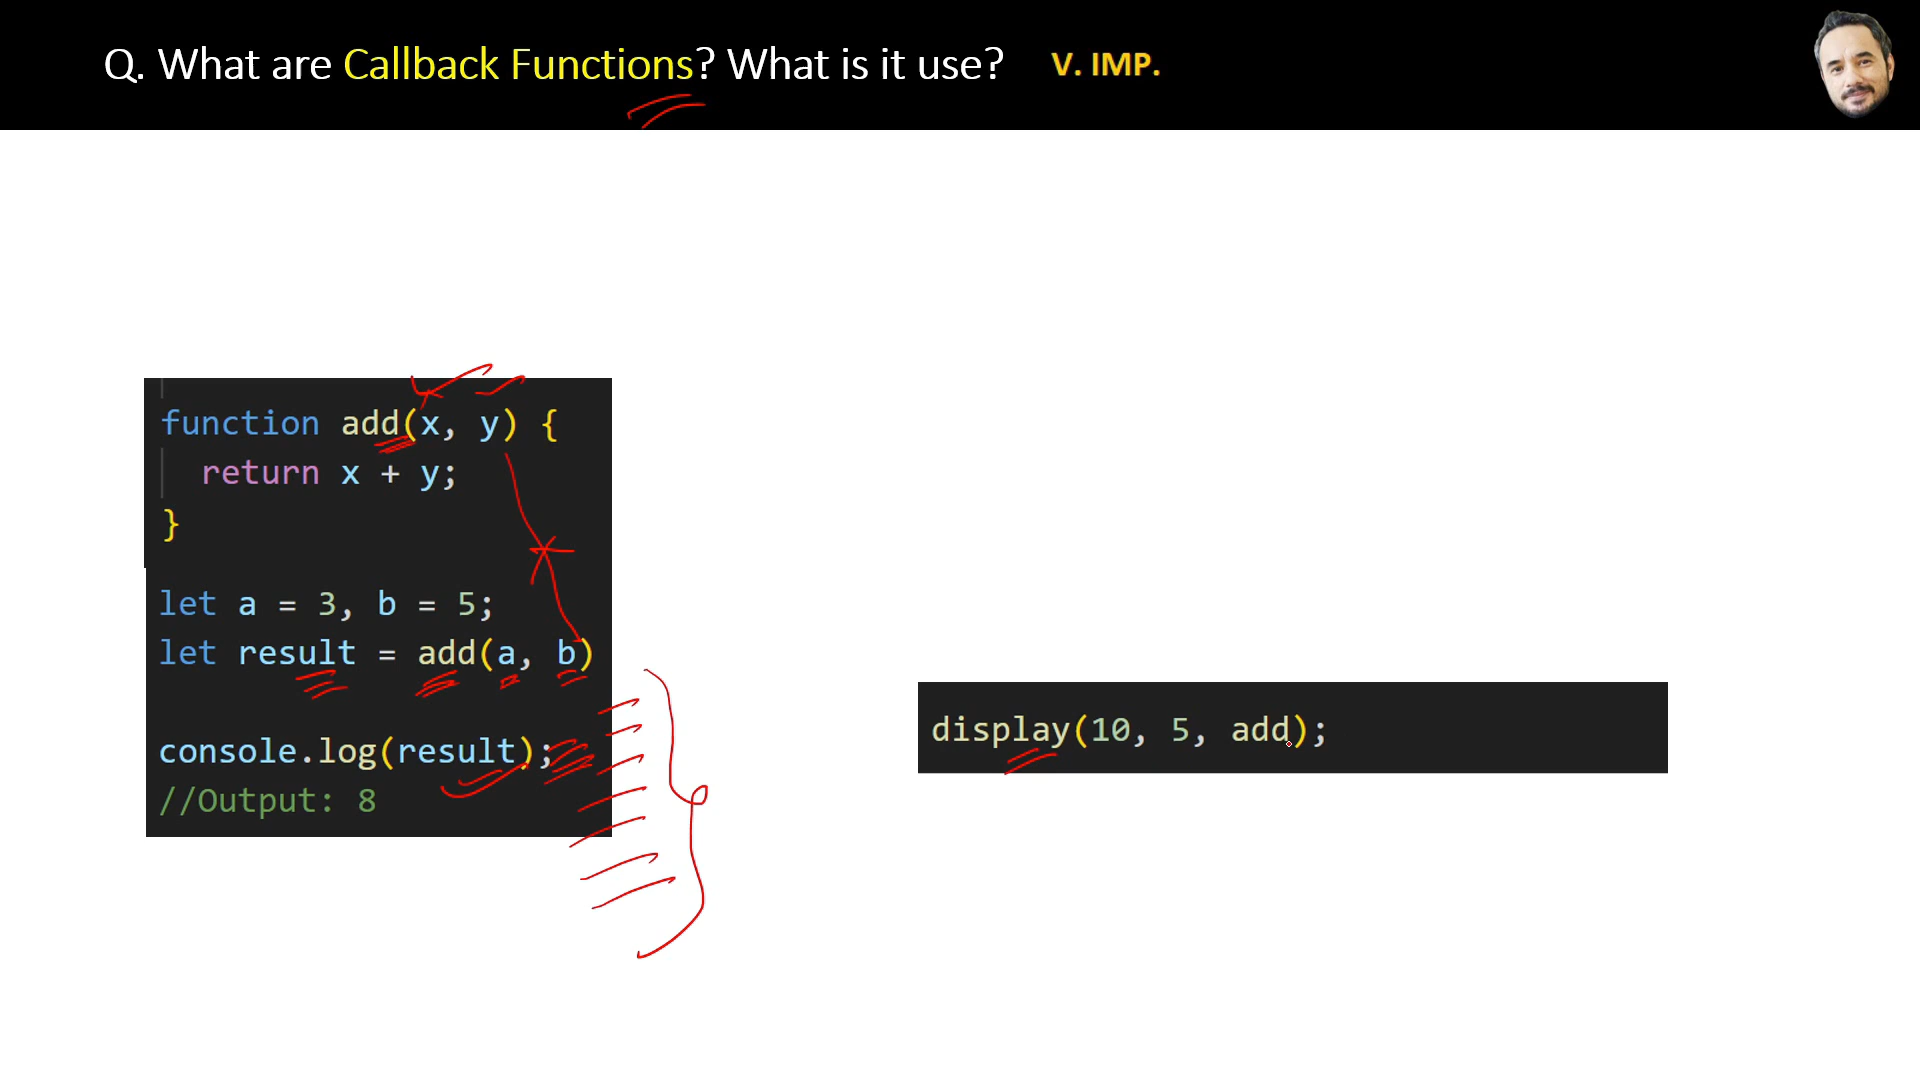 Q. What are Callback Functions? What is it use? V. IMP.
function add(x, y) {
return x + y;
}
let a = 3, b = 5;
let result = add(a, b)
console.log(result);
//Output: 8
display(10, 5, add);